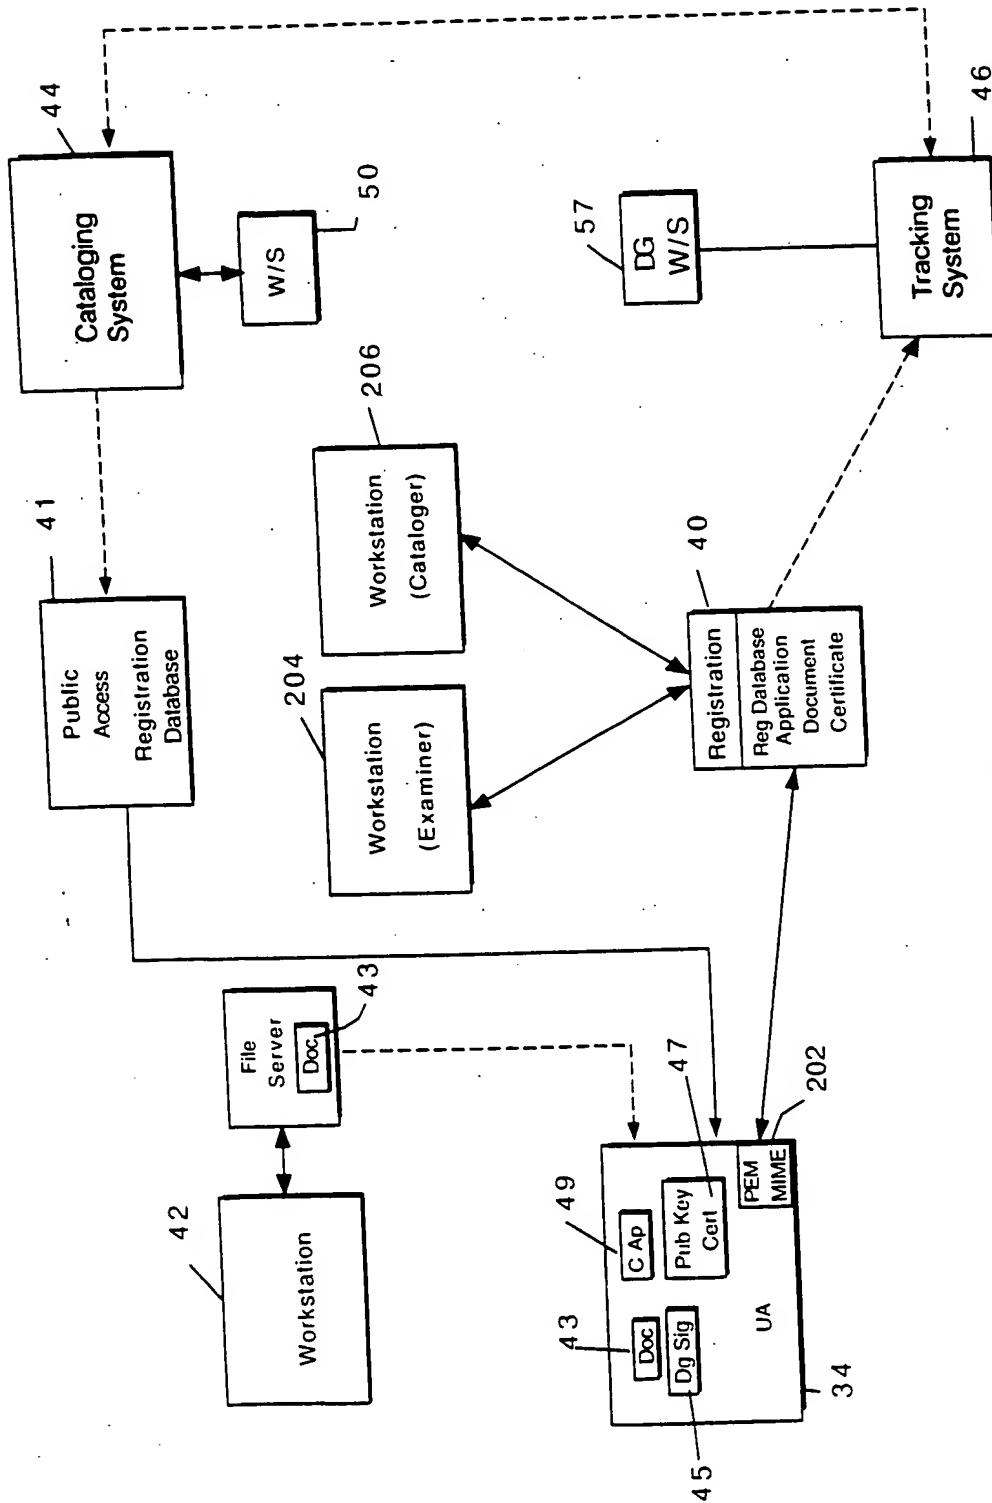 42
Workstation
File
Server
Doc
43
Public
Access
Registration
Database
41
Cataloging
System
44
W/S
50
204
Workstation
(Examiner)
Workstation
(Cataloger)
206
57
DG
W/S
43
49
Doc
C Ap
Dg Sig
Pub Key
Cert
47
UA
PEM
MIME
202
45
34
Registration
40
Reg Database
Application
Document
Certificate
Tracking
System
46